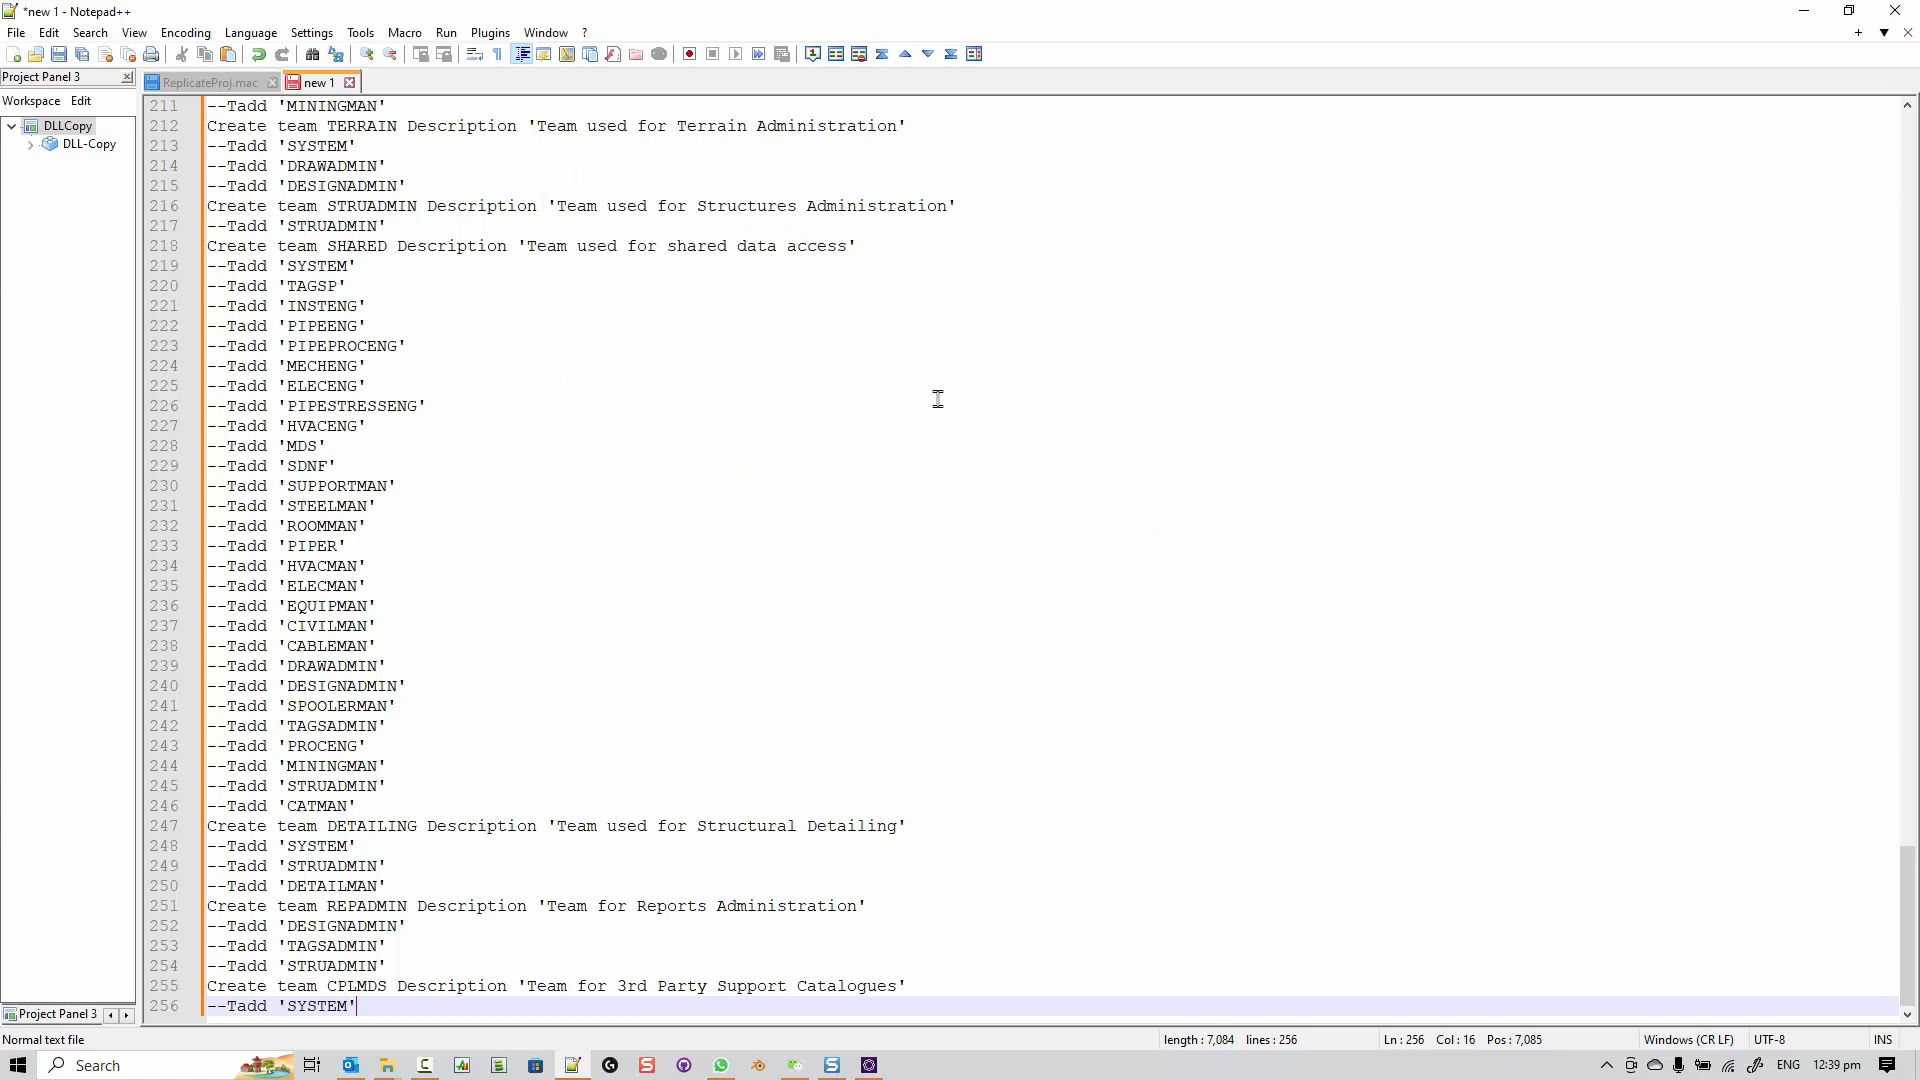 *new 1 - Notepad++
File Edit Search View Encoding Language Settings Tools Macro Run Plugins Window ?
Project Panel 3
ReplicateProj.mac new 1
Workspace Edit
DLLCopy
DLL-Copy
211 --Tadd 'MININGMAN'
212 Create team TERRAIN Description 'Team used for Terrain Administration'
213 --Tadd 'SYSTEM'
214 --Tadd 'DRAWADMIN'
215 --Tadd 'DESIGNADMIN'
216 Create team STRUADMIN Description 'Team used for Structures Administration'
217 --Tadd 'STRUADMIN'
218 Create team SHARED Description 'Team used for shared data access'
219 --Tadd 'SYSTEM'
220 --Tadd 'TAGSP'
221 --Tadd 'INSTENG'
222 --Tadd 'PIPEENG'
223 --Tadd 'PIPEPROCENG'
224 --Tadd 'MECHENG'
225 --Tadd 'ELECENG'
226 --Tadd 'PIPESTRESSENG'
227 --Tadd 'HVACENG'
228 --Tadd 'MDS'
229 --Tadd 'SDNF'
230 --Tadd 'SUPPORTMAN'
231 --Tadd 'STEELMAN'
232 --Tadd 'ROOMMAN'
233 --Tadd 'PIPER'
234 --Tadd 'HVACMAN'
235 --Tadd 'ELECMAN'
236 --Tadd 'EQUIPMAN'
237 --Tadd 'CIVILMAN'
238 --Tadd 'CABLEMAN'
239 --Tadd 'DRAWADMIN'
240 --Tadd 'DESIGNADMIN'
241 --Tadd 'SPOOLERMAN'
242 --Tadd 'TAGSADMIN'
243 --Tadd 'PROCENG'
244 --Tadd 'MININGMAN'
245 --Tadd 'STRUADMIN'
246 --Tadd 'CATMAN'
247 Create team DETAILING Description 'Team used for Structural Detailing'
248 --Tadd 'SYSTEM'
249 --Tadd 'STRUADMIN'
250 --Tadd 'DETAILMAN'
251 Create team REPADMIN Description 'Team for Reports Administration'
252 --Tadd 'DESIGNADMIN'
253 --Tadd 'TAGSADMIN'
254 --Tadd 'STRUADMIN'
255 Create team CPLMDS Description 'Team for 3rd Party Support Catalogues'
256 --Tadd 'SYSTEM'
Project Panel 3
Normal text file length : 7,084 lines : 256 Ln : 256 Col : 16 Pos : 7,085 Windows (CR LF) UTF-8 INS
Search ENG 12:39 pm